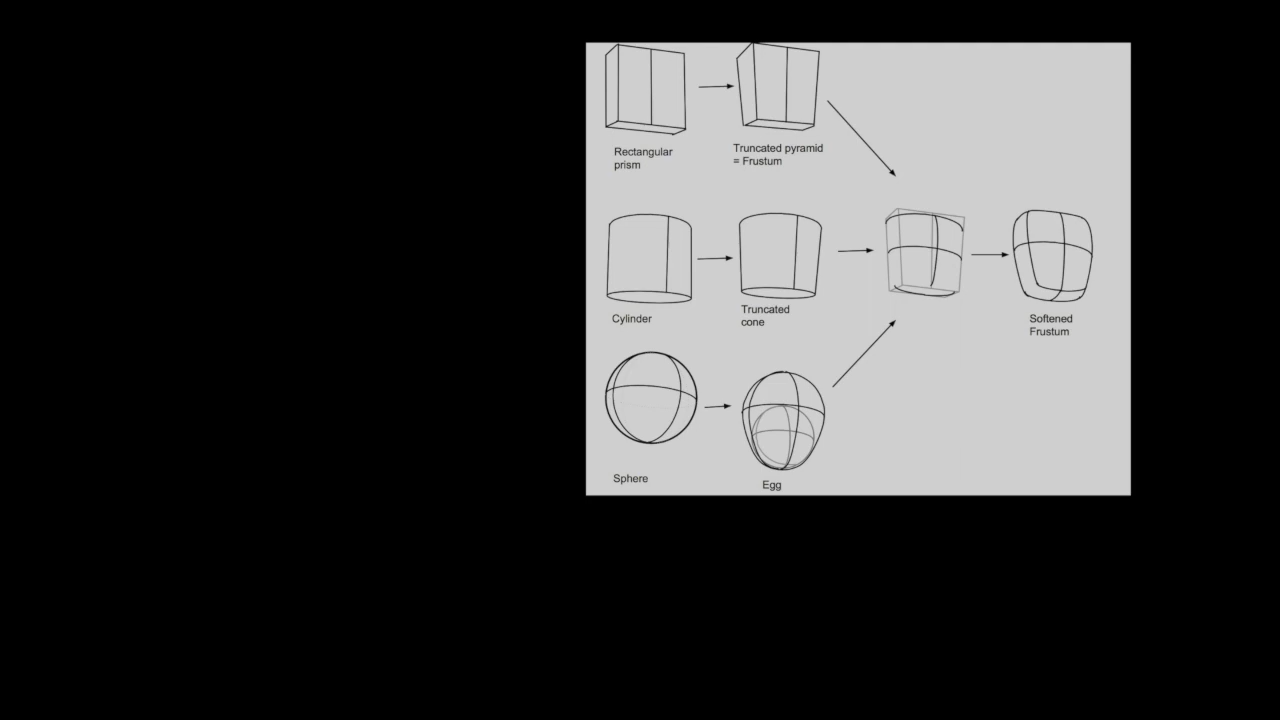 Rectangular
prism
Truncated pyramid
= Frustum
Cylinder
Truncated
cone
Softened
Frustum
Sphere
Egg